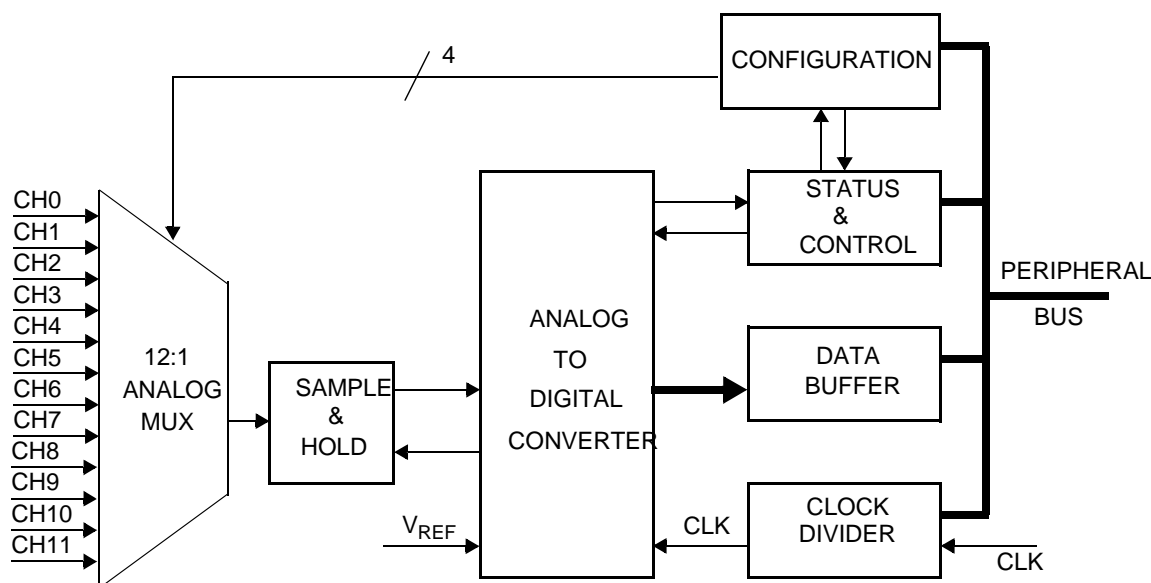 4
CONFIGURATION
CH0
CH1
CH2
CH3
CH4
CH5
CH6
CH7
CH8
CH9
CH10
CH11
12:1
ANALOG
MUX
SAMPLE
&
HOLD
ANALOG
TO
DIGITAL
CONVERTER
VREF
STATUS
&
CONTROL
DATA
BUFFER
CLOCK
DIVIDER
CLK
CLK
PERIPHERAL
BUS